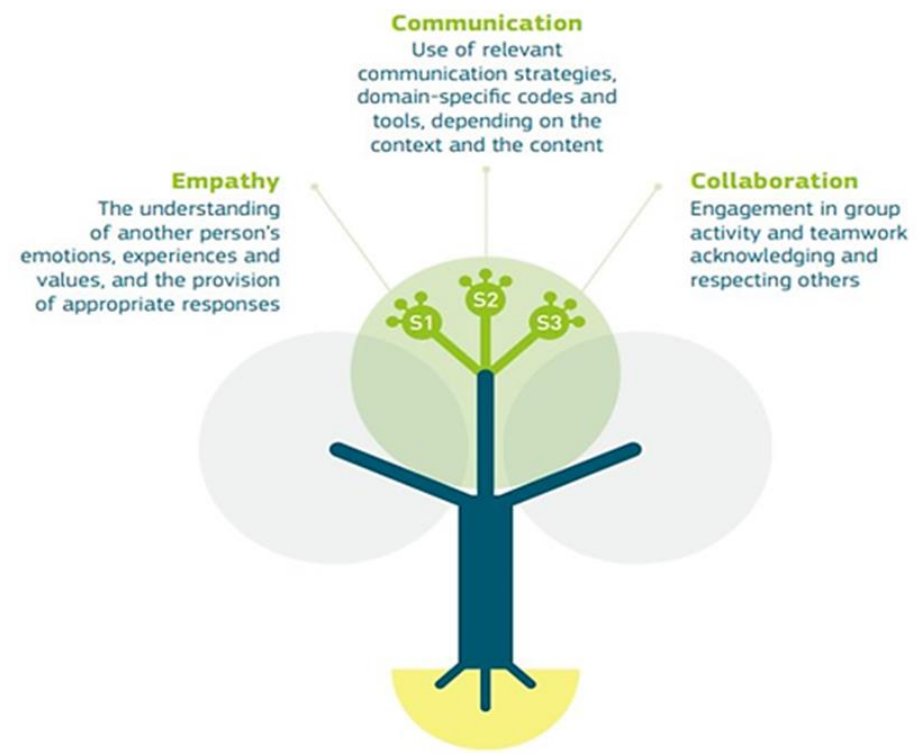 Communication
Use of relevant
communication strategies,
domain-specific codes and
tools, depending on the
context and the content
Empathy
The understanding
of another person's
emotions, experiences and
values, and the provision
of appropriate responses
Collaboration
Engagement in group
activity and teamwork
acknowledging and
respecting others
S1
S2
S3